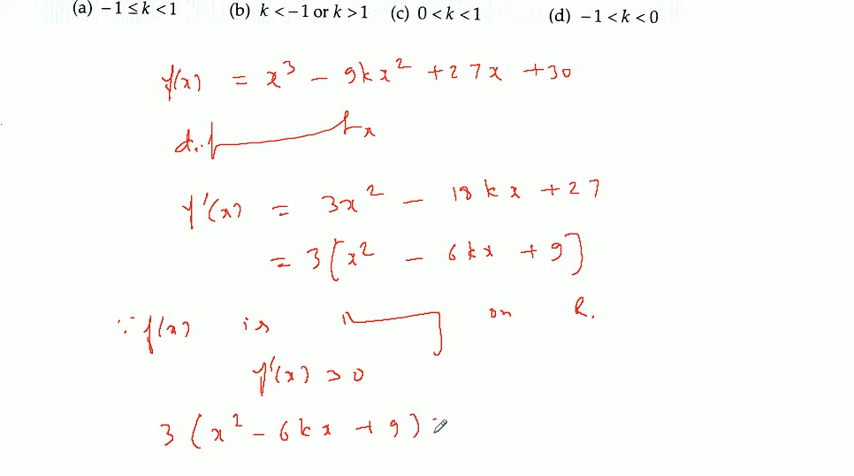 (a) −1 ≤ k < 1 (b) k < −1 or k > 1 (c) 0 < k < 1 (d) −1 < k < 0
f(x) = x³ − 9kx² + 27x + 30
f'(x) = 3x² − 18kx + 27
= 3[x² − 6kx + 9]
∵ f(x) is on R.
f'(x) > 0
3(x² − 6kx + 9)